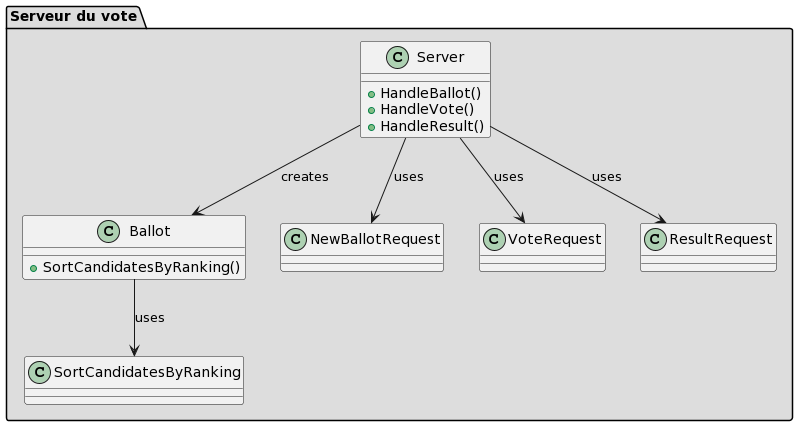 Serveur du vote
C Server
HandleBallot()
HandleVote()
HandleResult()
creates
uses
uses
uses
C Ballot
SortCandidatesByRanking()
C NewBallotRequest
C VoteRequest
C ResultRequest
uses
C SortCandidatesByRanking